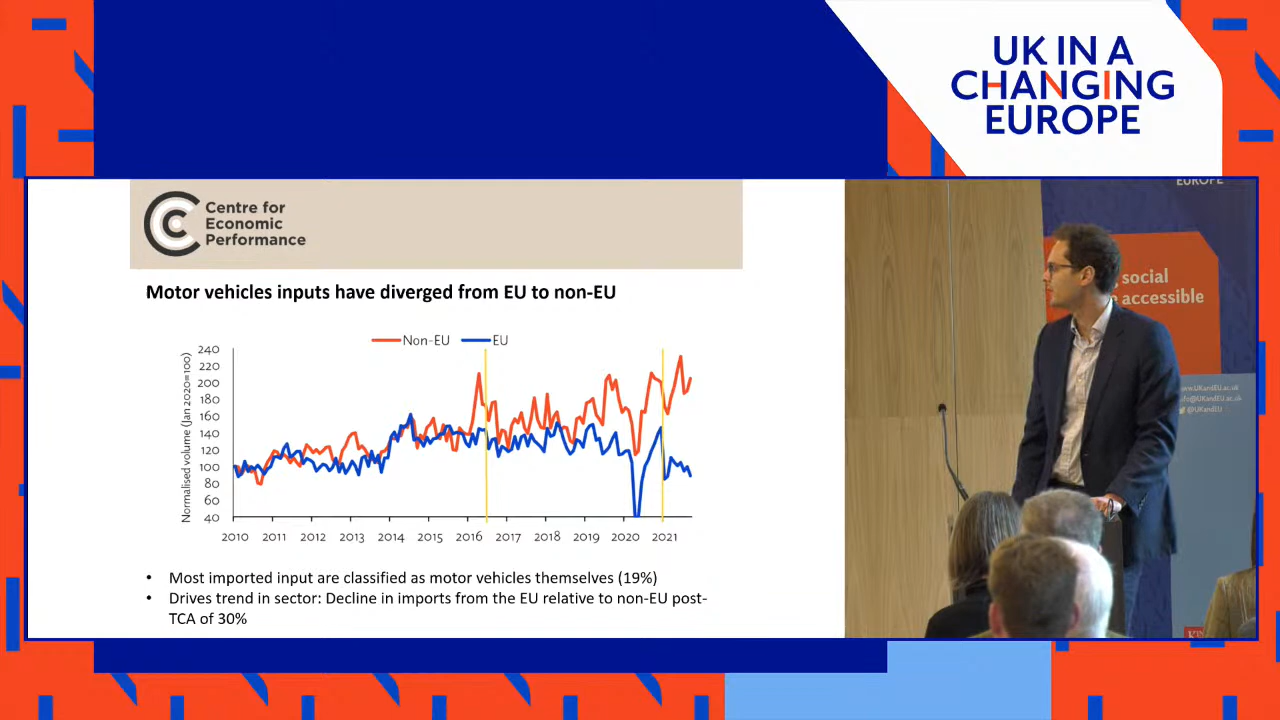 UK IN A
CHANGING
EUROPE
EUROPE
Centre for
Economic
Performance
social
accessible
Motor vehicles inputs have diverged from EU to non-EU
Non-EU EU
Normalised volume (Jan 2020=100)
240
220
200
180
160
140
120
100
80
60
40
2010 2011 2012 2013 2014 2015 2016 2017 2018 2019 2020 2021
www.UKandEU.ac.uk
info@UKandEU.ac.uk
@UKandEU
• Most imported input are classified as motor vehicles themselves (19%)
• Drives trend in sector: Decline in imports from the EU relative to non-EU post-
TCA of 30%